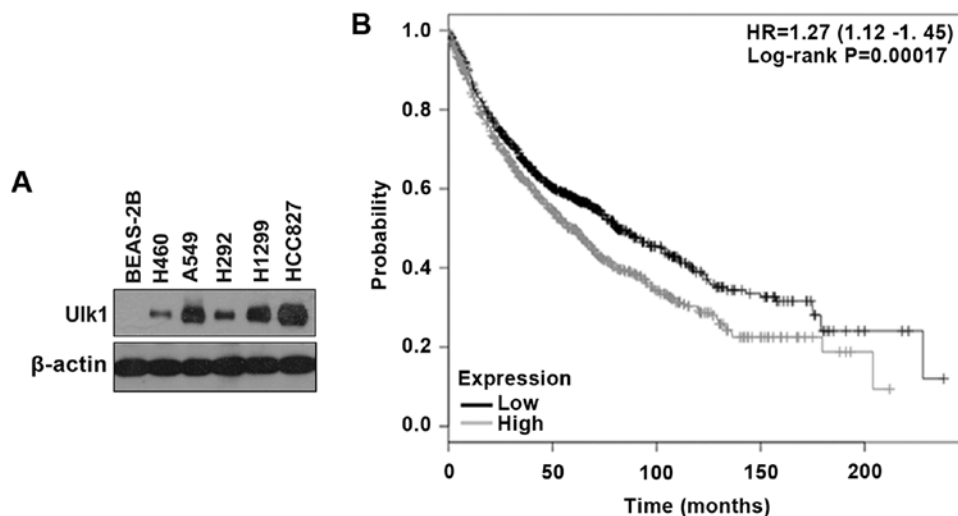 A
BEAS-2B
H460
A549
H292
H1299
HCC827
Ulk1
β-actin
B
HR=1.27 (1.12 -1. 45)
Log-rank P=0.00017
Probability
1.0
0.8
0.6
0.4
0.2
0.0
Expression
Low
High
0 50 100 150 200
Time (months)